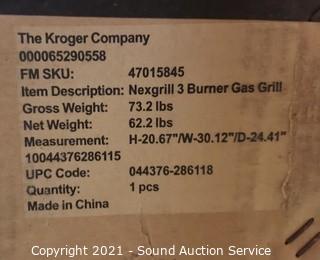 The Kroger Company
000065290558
FM SKU: 47015845
Item Description: Nexgrill 3 Burner Gas Grill
Gross Weight: 73.2 lbs
Net Weight: 62.2 lbs
Measurement: H-20.67"/W-30.12"/D-24.41"
10044376286115
UPC Code: 044376-286118
Quantity: 1 pcs
Made in China
Copyright 2021 - Sound Auction Service